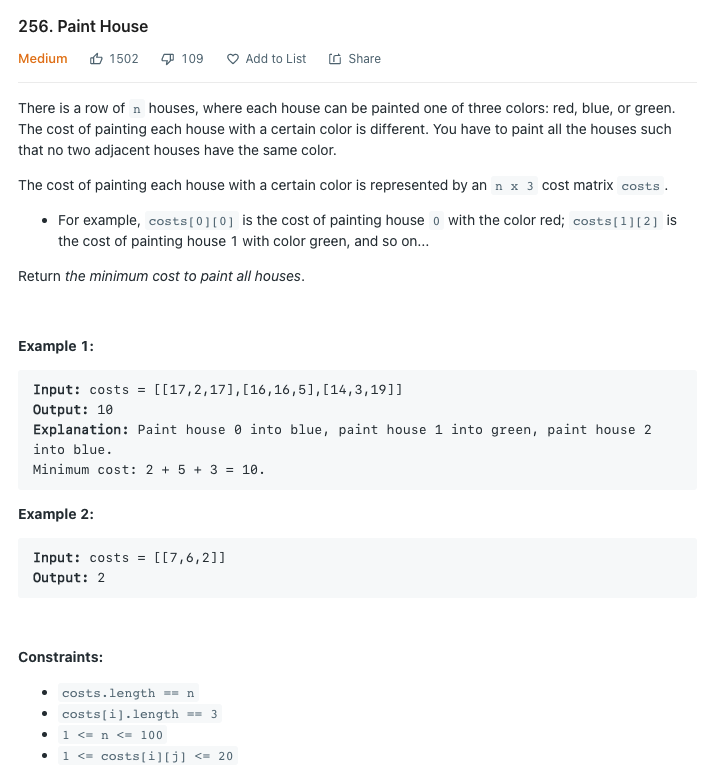 256. Paint House
Medium 1502 109 Add to List Share
There is a row of n houses, where each house can be painted one of three colors: red, blue, or green.
The cost of painting each house with a certain color is different. You have to paint all the houses such
that no two adjacent houses have the same color.
The cost of painting each house with a certain color is represented by an n x 3 cost matrix costs.
• For example, costs[0][0] is the cost of painting house 0 with the color red; costs[1][2] is
the cost of painting house 1 with color green, and so on...
Return the minimum cost to paint all houses.
Example 1:
Input: costs = [[17,2,17],[16,16,5],[14,3,19]]
Output: 10
Explanation: Paint house 0 into blue, paint house 1 into green, paint house 2
into blue.
Minimum cost: 2 + 5 + 3 = 10.
Example 2:
Input: costs = [[7,6,2]]
Output: 2
Constraints:
• costs.length == n
• costs[i].length == 3
• 1 <= n <= 100
• 1 <= costs[i][j] <= 20